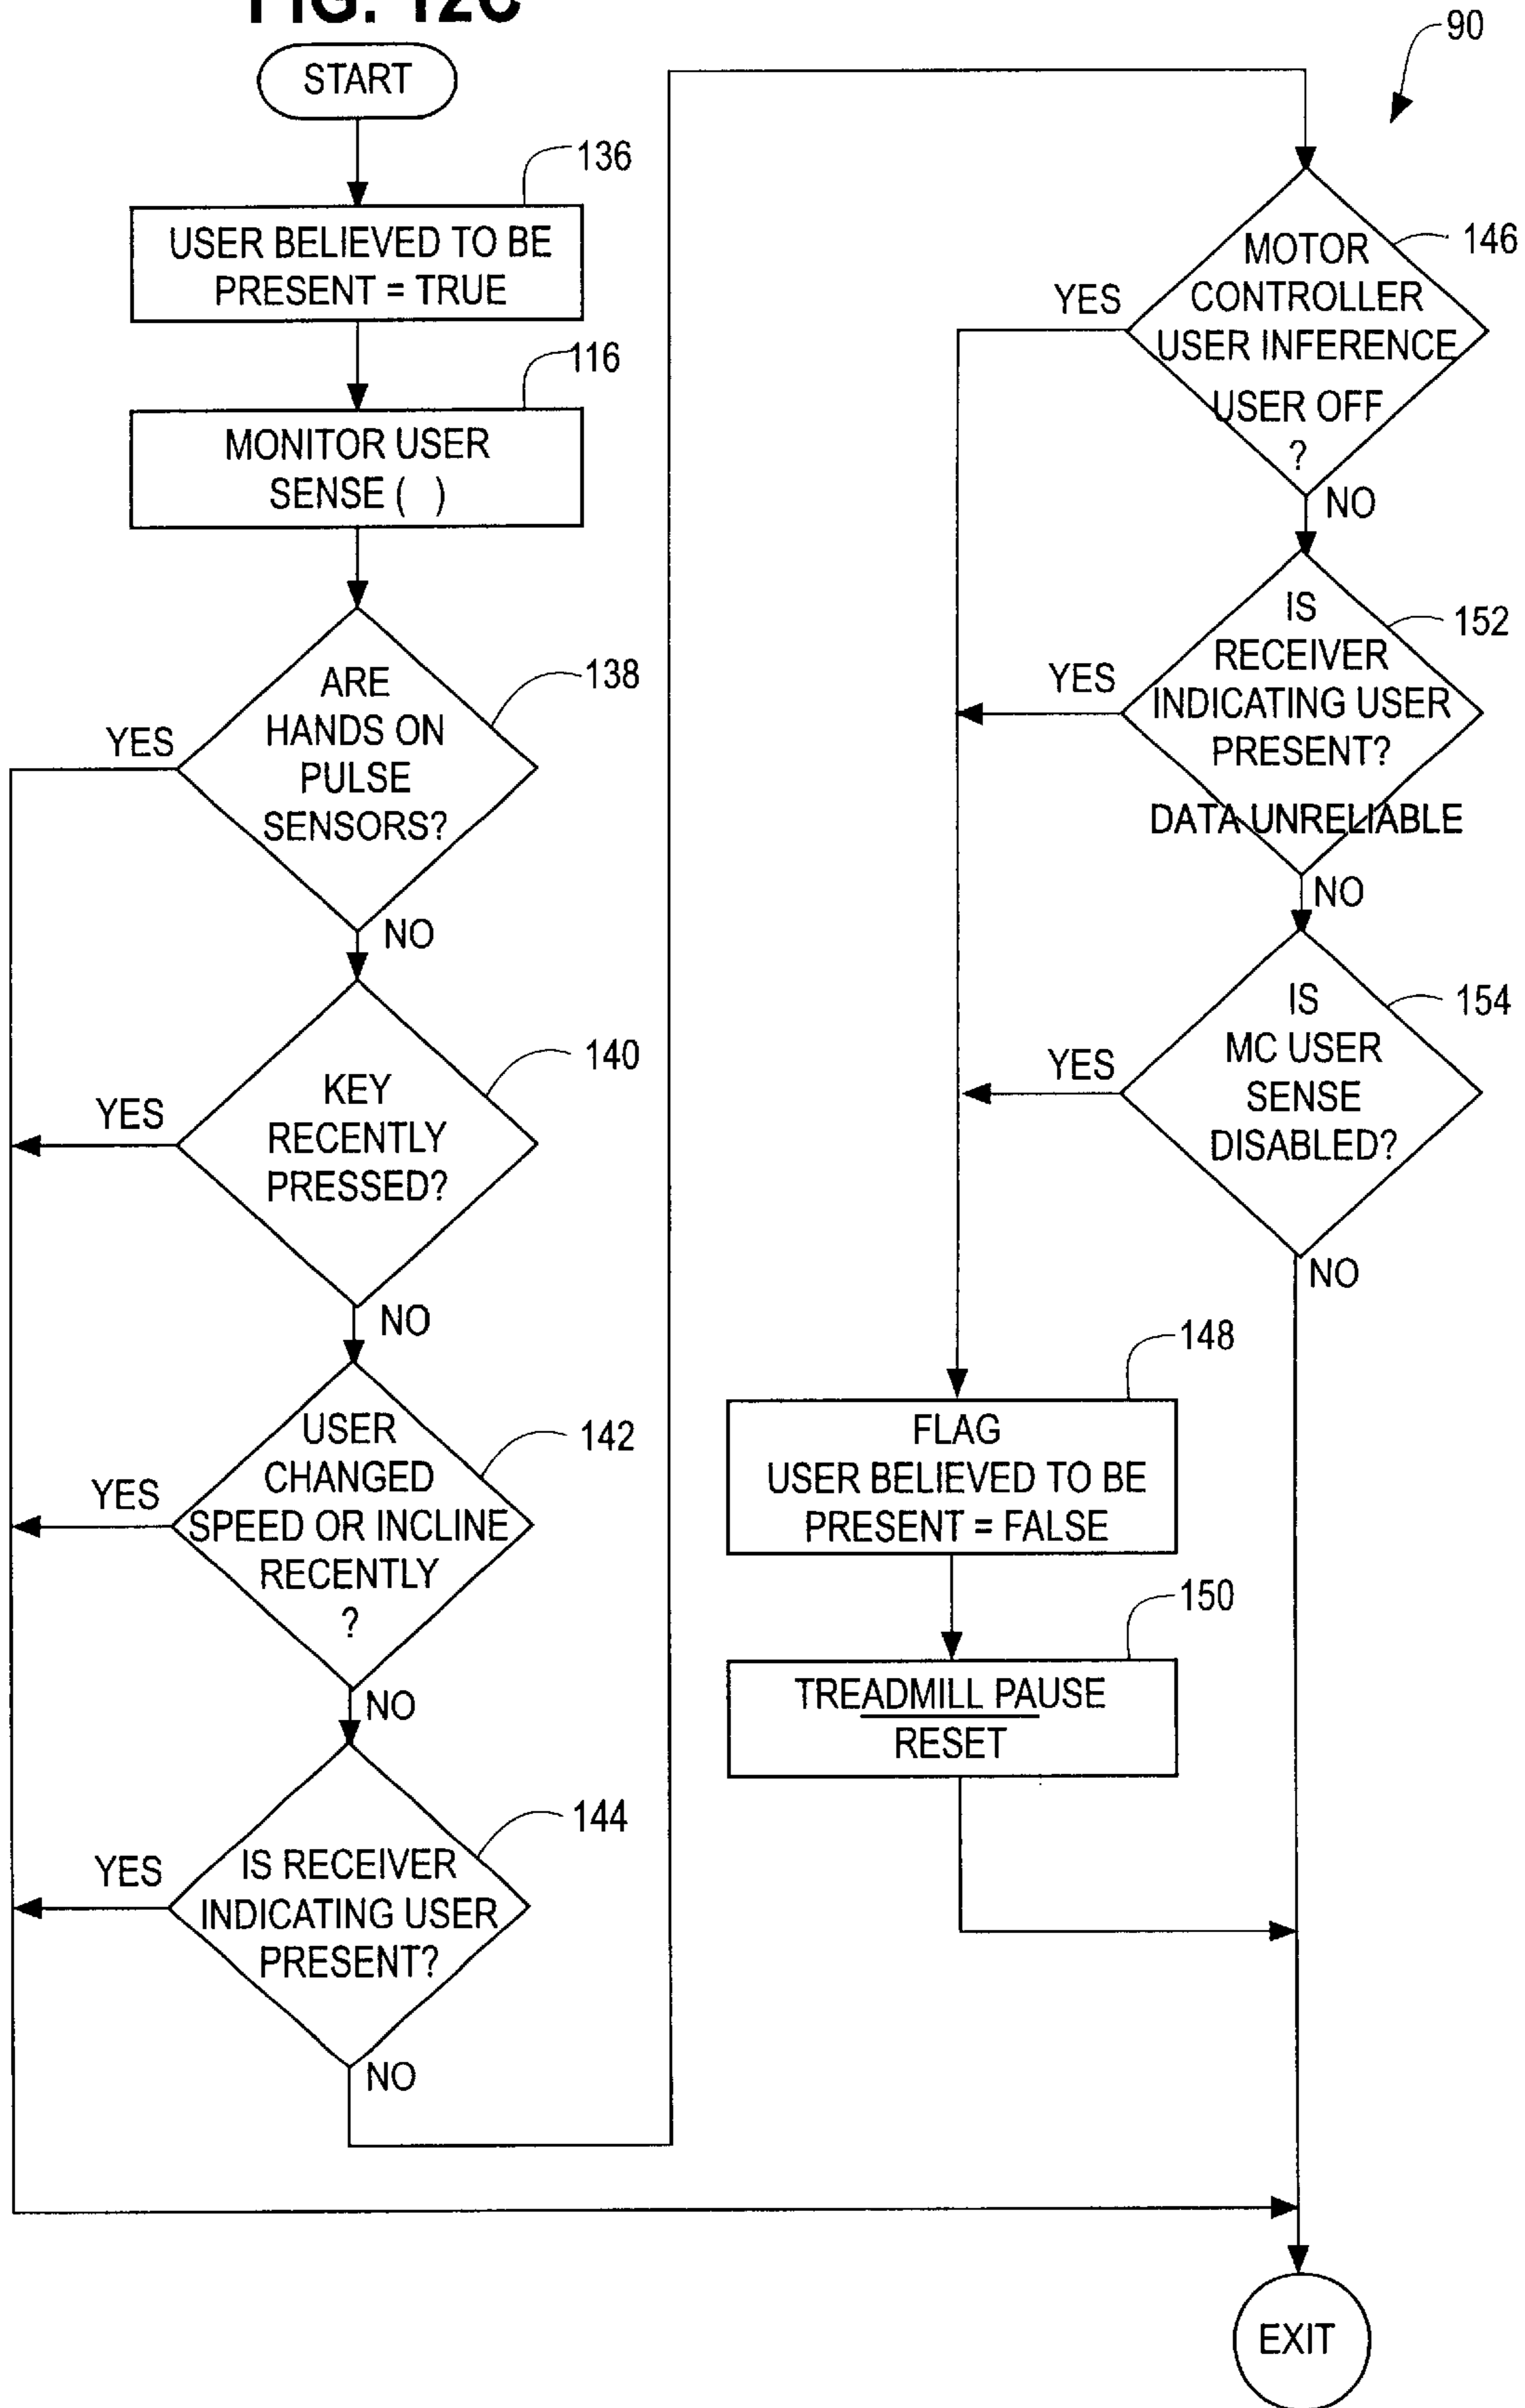 FIG. 12C
START
136
USER BELIEVED TO BE
PRESENT = TRUE
116
MONITOR USER
SENSE ( )
138
ARE
HANDS ON
PULSE
SENSORS?
YES
NO
140
KEY
RECENTLY
PRESSED?
YES
NO
142
USER
CHANGED
SPEED OR INCLINE
RECENTLY
?
YES
NO
144
IS RECEIVER
INDICATING USER
PRESENT?
YES
NO
90
146
MOTOR
CONTROLLER
USER INFERENCE
USER OFF
?
YES
NO
152
IS
RECEIVER
INDICATING USER
PRESENT?
DATA UNRELIABLE
YES
NO
154
IS
MC USER
SENSE
DISABLED?
YES
NO
148
FLAG
USER BELIEVED TO BE
PRESENT = FALSE
150
TREADMILL PAUSE
RESET
EXIT